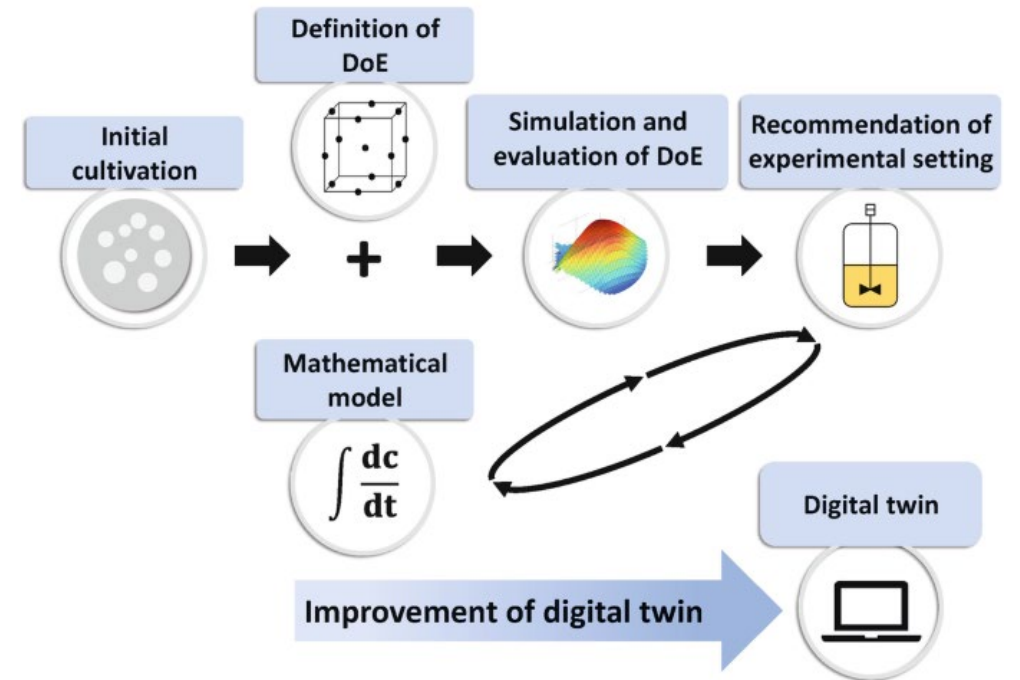 Definition of
DoE
Initial
cultivation
Simulation and
evaluation of DoE
Recommendation of
experimental setting
+
Mathematical
model
∫ dc
dt
Digital twin
Improvement of digital twin